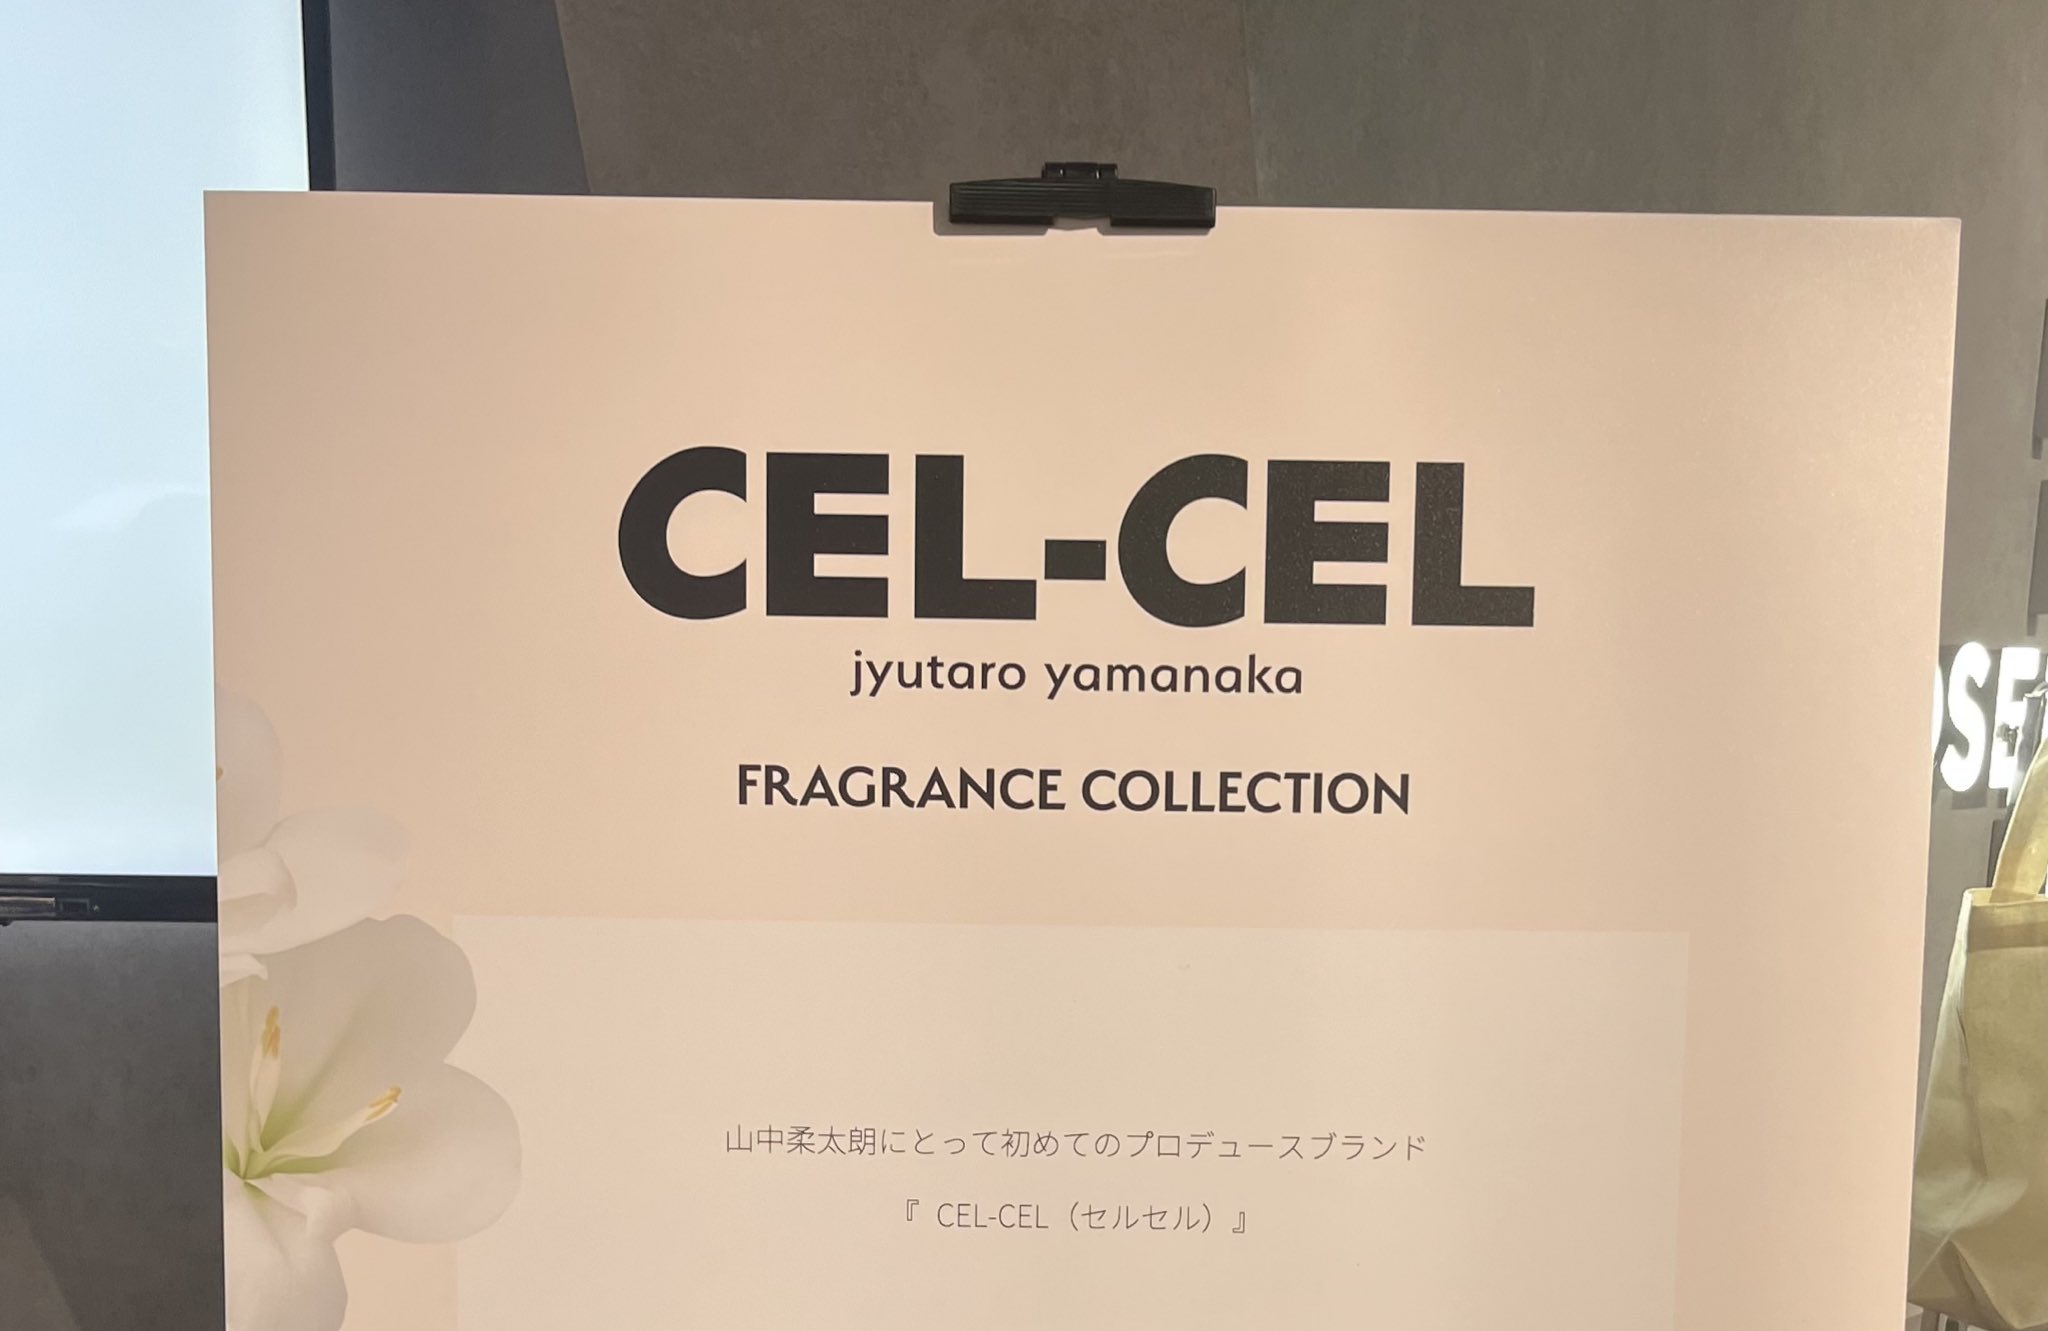 CEL-CEL
jyutaro yamanaka
FRAGRANCE COLLECTION
山中柔太朗にとって初めてのプロデュースブランド
『 CEL-CEL（セルセル）』